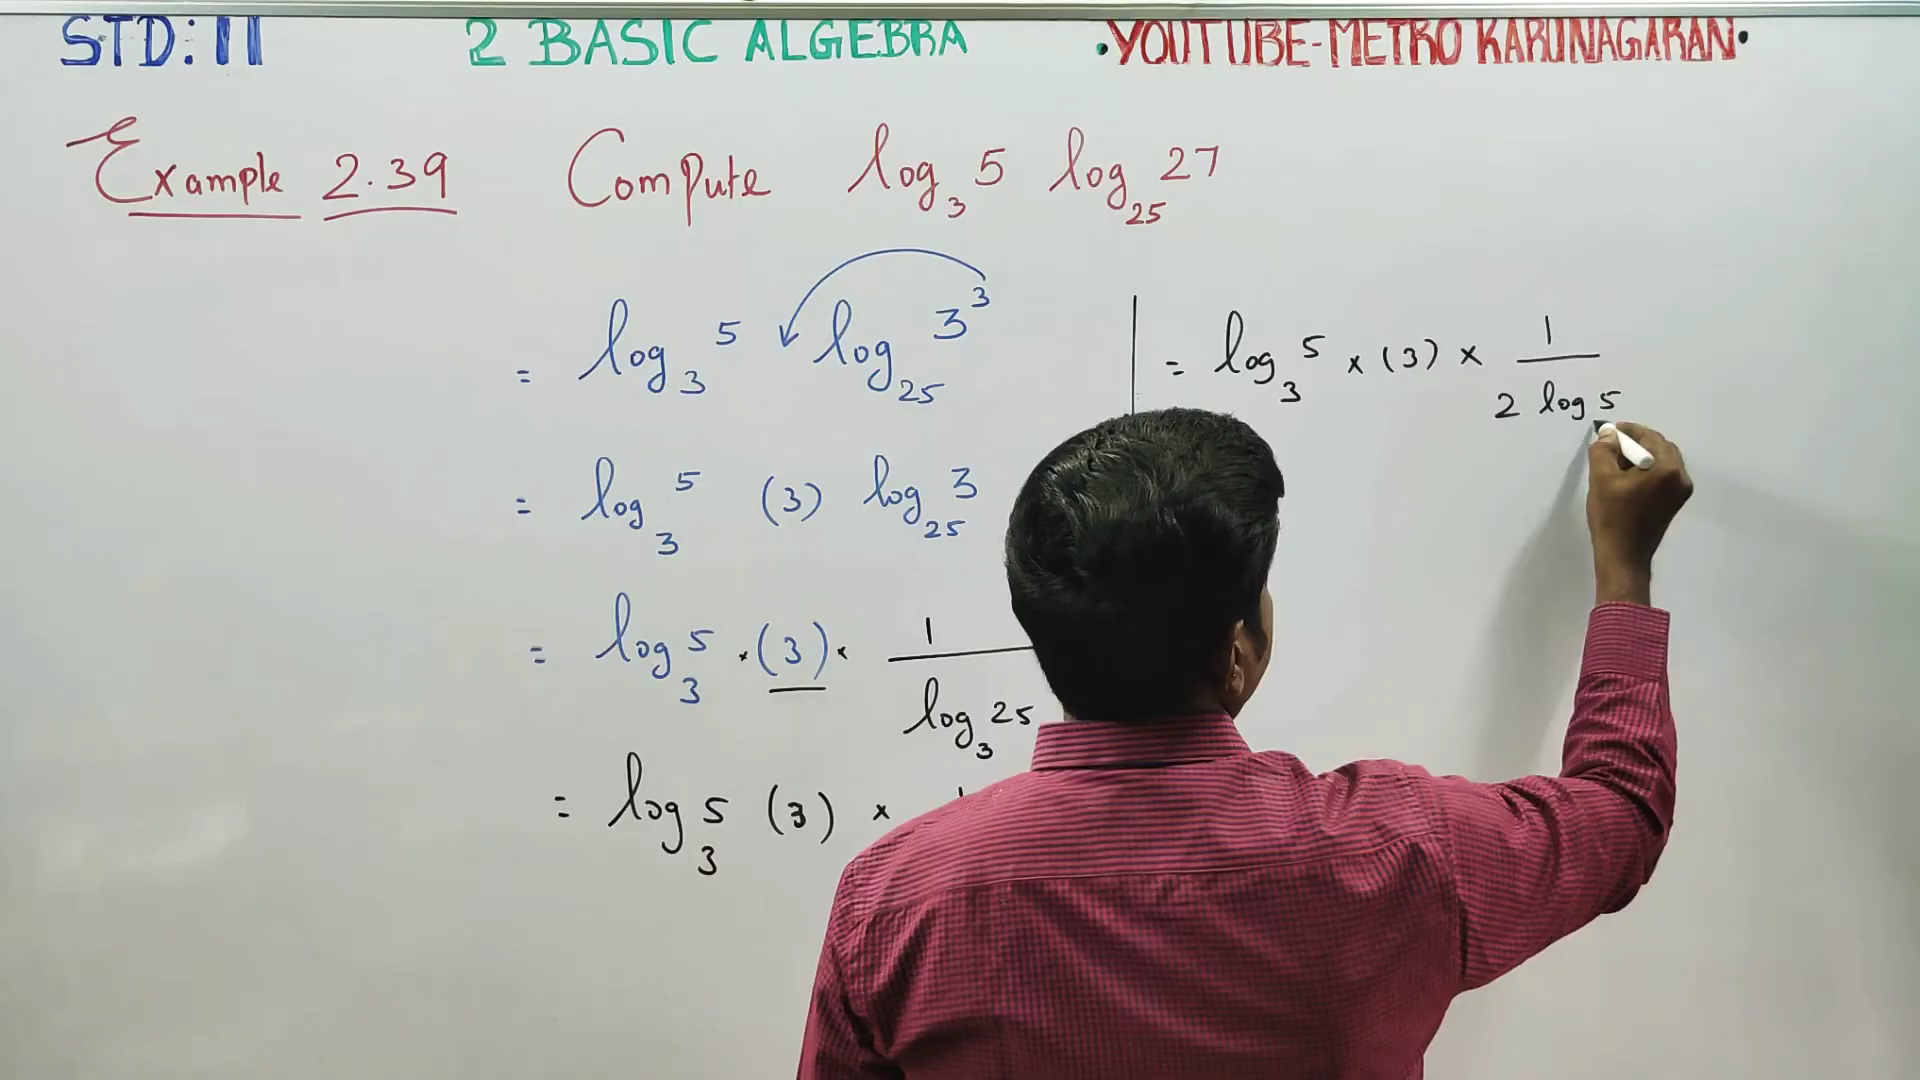 STD: 11 2 BASIC ALGEBRA • YOUTUBE-METRO KARUNAGARAN •
Example 2.39 Compute log₃ 5 log₂₅ 27
= log₃ 5 log₂₅ 3³
= log₃ 5 (3) log₂₅ 3
= log₃ 5 × (3) × 1 / log₃ 25
= log₃ 5 (3) ×
= log₃ 5 × (3) × 1 / 2 log 5